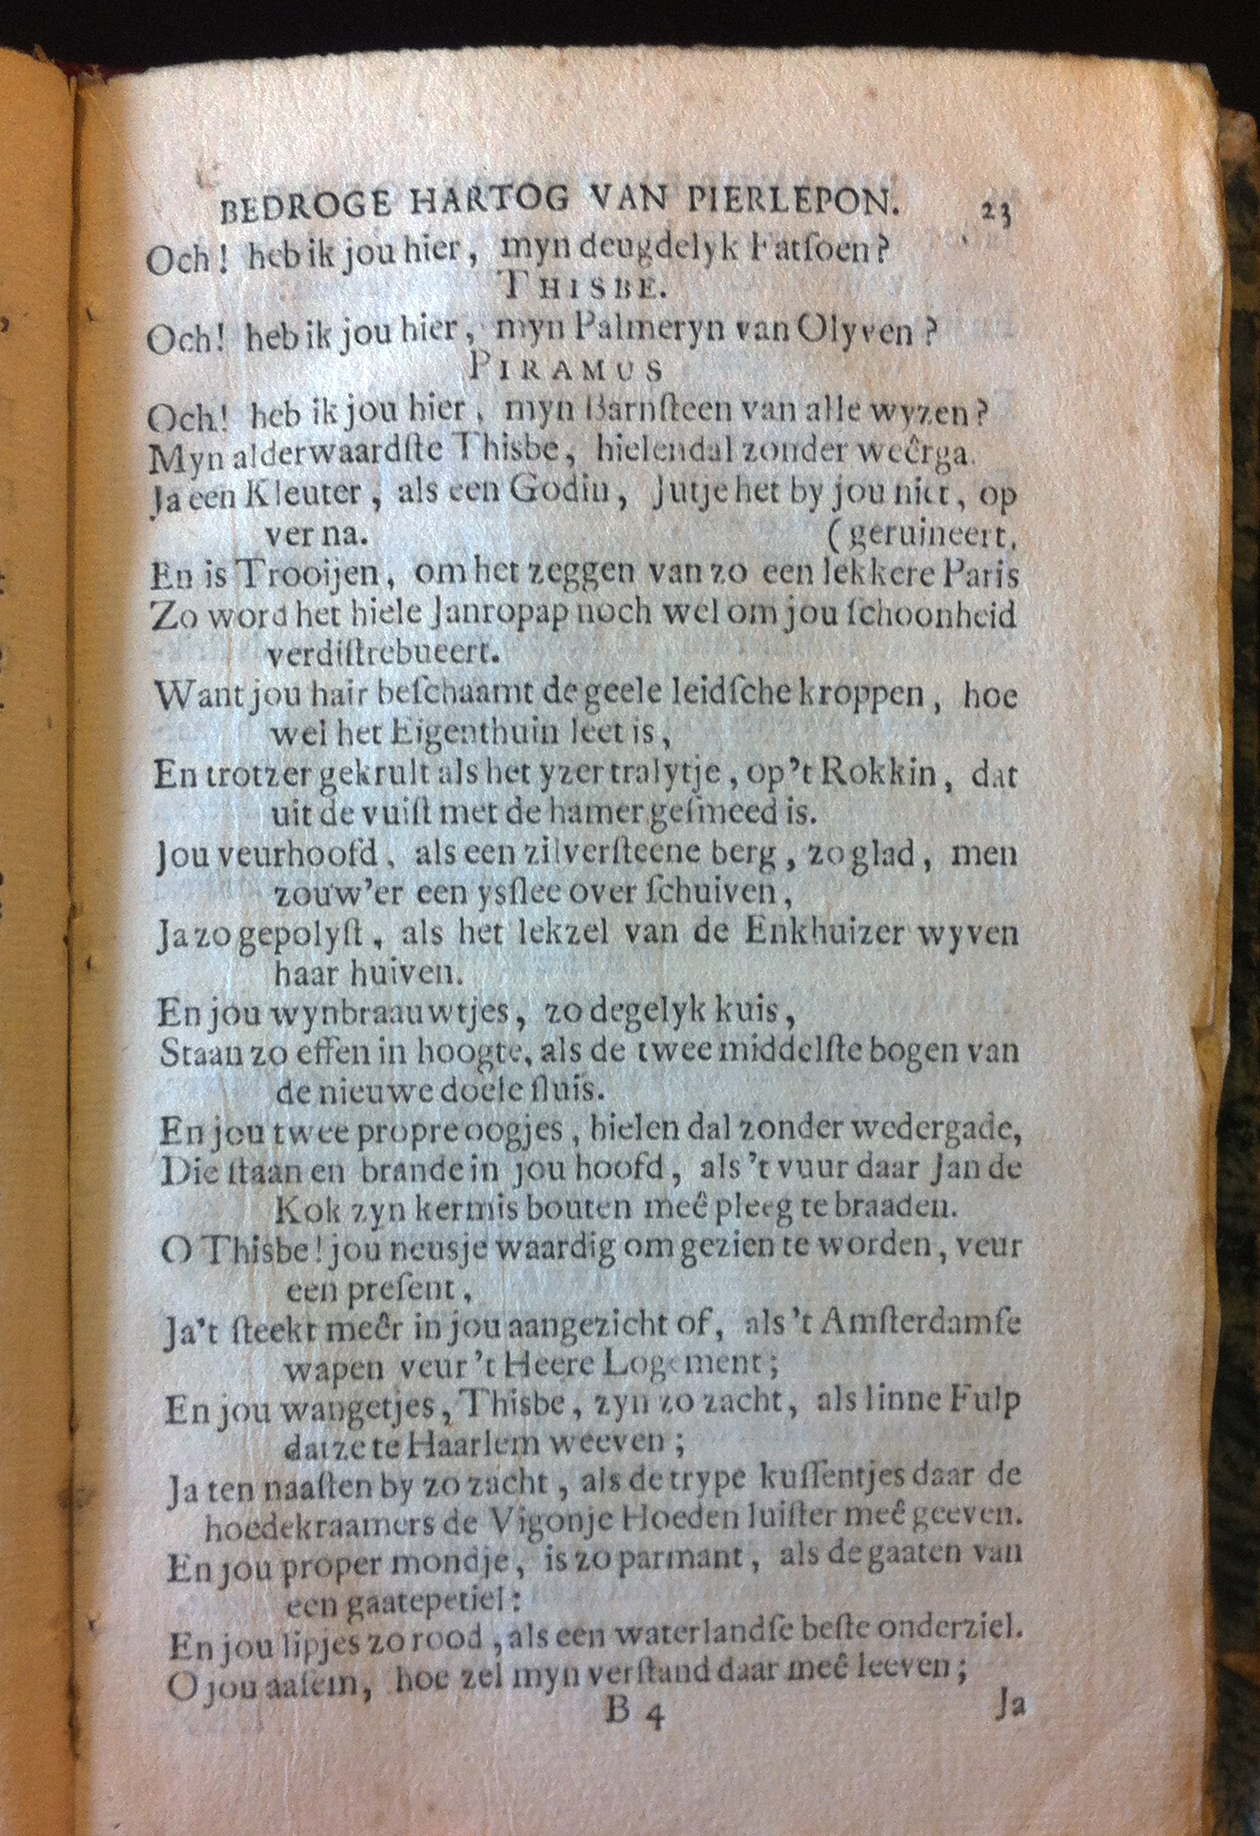 BEDROGE HARTOG VAN PIERLEPON. 23
Och! heb ik jou hier, myn deugdelyk Fatſoen?
THISBE.
Och! heb ik jou hier, myn Palmeryn van Olyven?
PIRAMUS
Och! heb ik jou hier, myn Barnſteen van alle wyzen?
Myn alderwaardſte Thisbe, hielendal zonder weêrga.
Ja een Kleuter, als een Godin, Jutje het by jou niet, op
ver na. (geruineert,
En is Trooijen, om het zeggen van zo een lekkere Paris
Zo word het hiele Janropap noch wel om jou ſchoonheid
verdiſtrebueert.
Want jou hair beſchaamt de geele leidſche kroppen, hoe
wel het Eigenthuin leet is,
En trotzer gekrult als het yzer tralytje, op't Rokkin, dat
uit de vuiſt met de hamer geſmeed is.
Jou veurhoofd, als een zilverſteene berg, zo glad, men
zouw'er een ysſlee over ſchuiven,
Ja zo gepolyſt, als het lekzel van de Enkhuizer wyven
haar huiven.
En jou wynbraauwtjes, zo degelyk kuis,
Staan zo effen in hoogte, als de twee middelſte bogen van
de nieuwe doele ſluis.
En jou twee propre oogjes, hielen dal zonder wedergade,
Die ſtaan en brande in jou hoofd, als 't vuur daar Jan de
Kok zyn kermis bouten meê pleeg te braaden.
O Thisbe! jou neusje waardig om gezien te worden, veur
een preſent,
Ja't ſteekt meêr in jou aangezicht of, als 't Amſterdamſe
wapen veur 't Heere Logement;
En jou wangetjes, Thisbe, zyn zo zacht, als linne Fulp
dat ze te Haarlem weeven;
Ja ten naaſten by zo zacht, als de trype kuſſentjes daar de
hoedekraamers de Vigonje Hoeden luiſter meê geeven.
En jou proper mondje, is zo parmant, als de gaaten van
een gaatepetiel:
En jou lipjes zo rood, als een waterlandſe beſte onderziel.
O jou aaſem, hoe zel myn verſtand daar meê leeven;
B 4 Ja